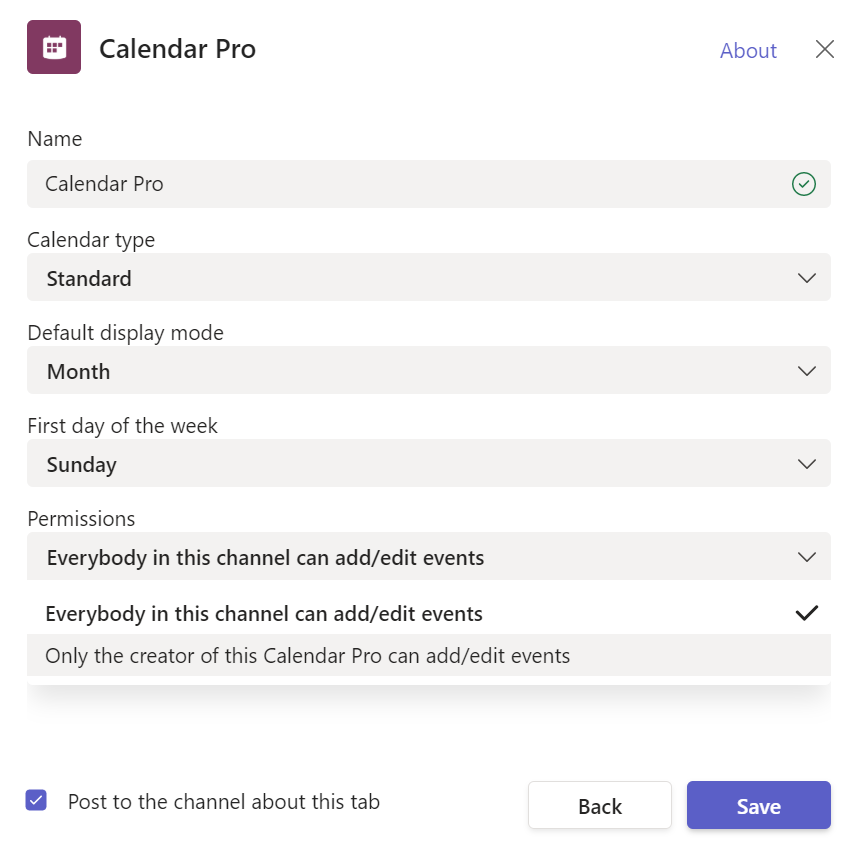 Calendar Pro
About
Name
Calendar Pro
Calendar type
Standard
Default display mode
Month
First day of the week
Sunday
Permissions
Everybody in this channel can add/edit events
Everybody in this channel can add/edit events
Only the creator of this Calendar Pro can add/edit events
Post to the channel about this tab
Back
Save